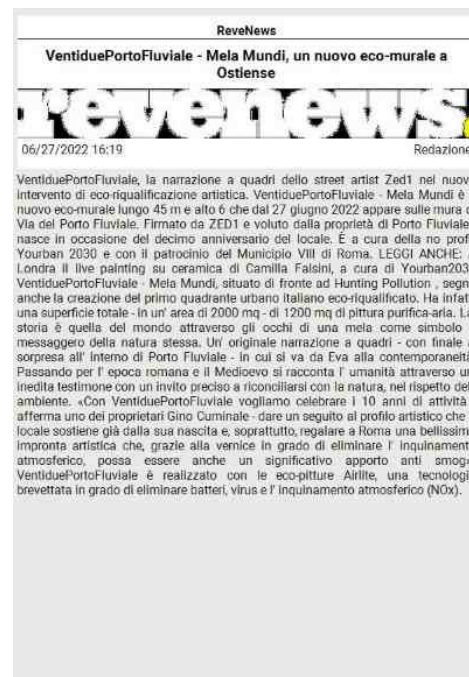 ReveNews
VentiduePortoFluviale - Mela Mundi, un nuovo eco-murale a
Ostiense
revenews.
06/27/2022 16:19 Redazione
VentiduePortoFluviale, la narrazione a quadri dello street artist Zed1 nel nuov
intervento di eco-riqualificazione artistica. VentiduePortoFluviale - Mela Mundi è
nuovo eco-murale lungo 45 m e alto 6 che dal 27 giugno 2022 appare sulle mura d
Via del Porto Fluviale. Firmato da ZED1 e voluto dalla proprietà di Porto Fluviale
nasce in occasione del decimo anniversario del locale. È a cura della no profi
Yourban 2030 e con il patrocinio del Municipio VIII di Roma. LEGGI ANCHE:
Londra il live painting su ceramica di Camilla Falsini, a cura di Yourban203
VentiduePortoFluviale - Mela Mundi, situato di fronte ad Hunting Pollution , segn
anche la creazione del primo quadrante urbano italiano eco-riqualificato. Ha infat
una superficie totale - in un' area di 2000 mq - di 1200 mq di pittura purifica-aria. La
storia è quella del mondo attraverso gli occhi di una mela come simbolo
messaggero della natura stessa. Un' originale narrazione a quadri - con finale
sorpresa all' interno di Porto Fluviale - in cui si va da Eva alla contemporaneità
Passando per l' epoca romana e il Medioevo si racconta l' umanità attraverso un
inedita testimone con un invito preciso a riconciliarsi con la natura, nel rispetto del
ambiente. «Con VentiduePortoFluviale vogliamo celebrare i 10 anni di attività
afferma uno dei proprietari Gino Cuminale - dare un seguito al profilo artistico che
locale sostiene già dalla sua nascita e, soprattutto, regalare a Roma una bellissim
impronta artistica che, grazie alla vernice in grado di eliminare l' inquinament
atmosferico, possa essere anche un significativo apporto anti smog»
VentiduePortoFluviale è realizzato con le eco-pitture Airlite, una tecnologi
brevettata in grado di eliminare batteri, virus e l' inquinamento atmosferico (NOx).